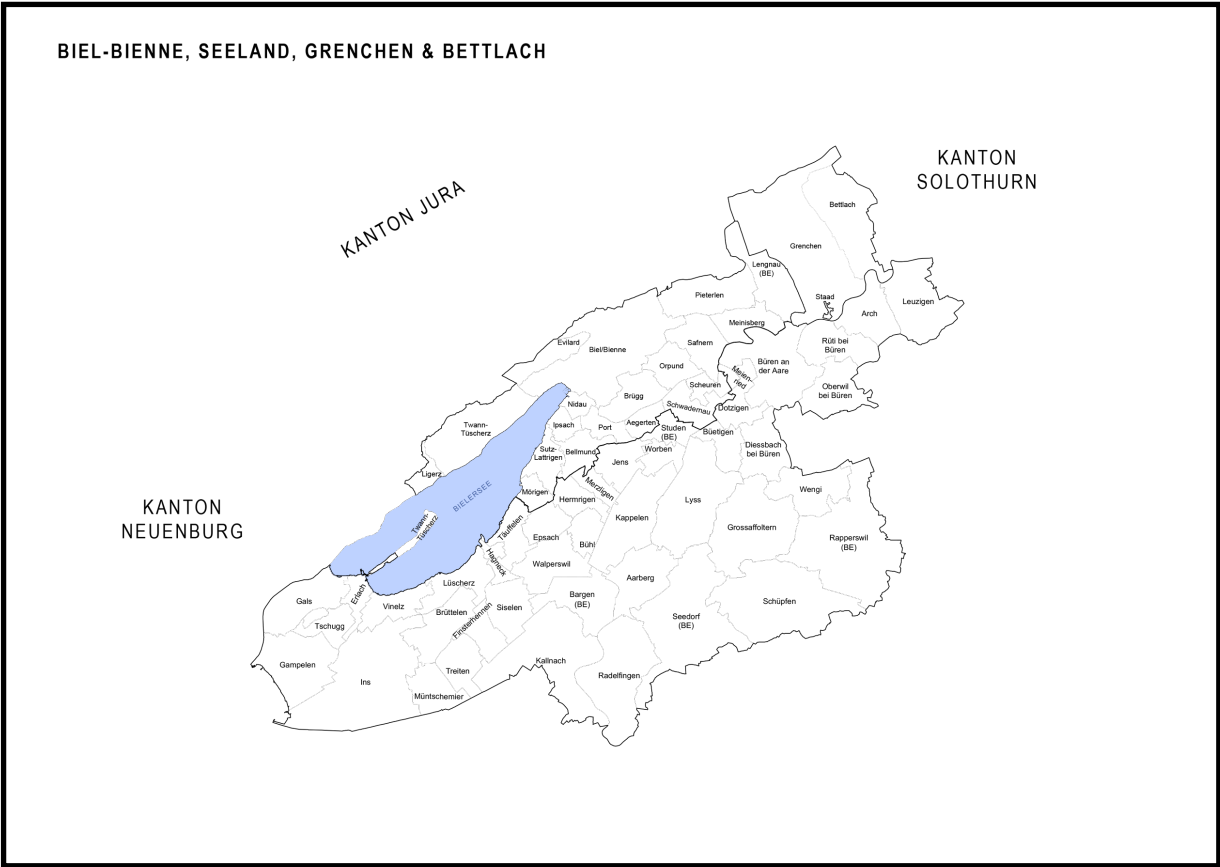 BIEL-BIENNE, SEELAND, GRENCHEN & BETTLACH
KANTON
SOLOTHURN
KANTON JURA
KANTON
NEUENBURG
Bettlach
Grenchen
Lengnau
(BE)
Staad
Leuzigen
Arch
Pieterlen
Meinisberg
Rüti bei
Büren
Safnern
Evilard
Biel/Bienne
Büren an
der Aare
Orpund
Meien-
ried
Scheuren
Oberwil
bei Büren
Brügg
Nidau
Schwadernau
Dotzigen
Twann-
Tüscherz
Ipsach
Port
Aegerten
Studen
(BE)
Büetigen
Diessbach
bei Büren
Sutz-
Lattrigen
Bellmund
Worben
Jens
Ligerz
Merzligen
Wengi
Mörigen
Hermrigen
Lyss
BIELERSEE
Kappelen
Grossaffoltern
Twann-
Tüscherz
Täuffelen
Epsach
Bühl
Rapperswil
(BE)
Hagneck
Walperswil
Aarberg
Lüscherz
Erlach
Gals
Vinelz
Brüttelen
Finsterhennen
Siselen
Bargen
(BE)
Schüpfen
Seedorf
(BE)
Tschugg
Gampelen
Ins
Treiten
Kallnach
Radelfingen
Müntschemier